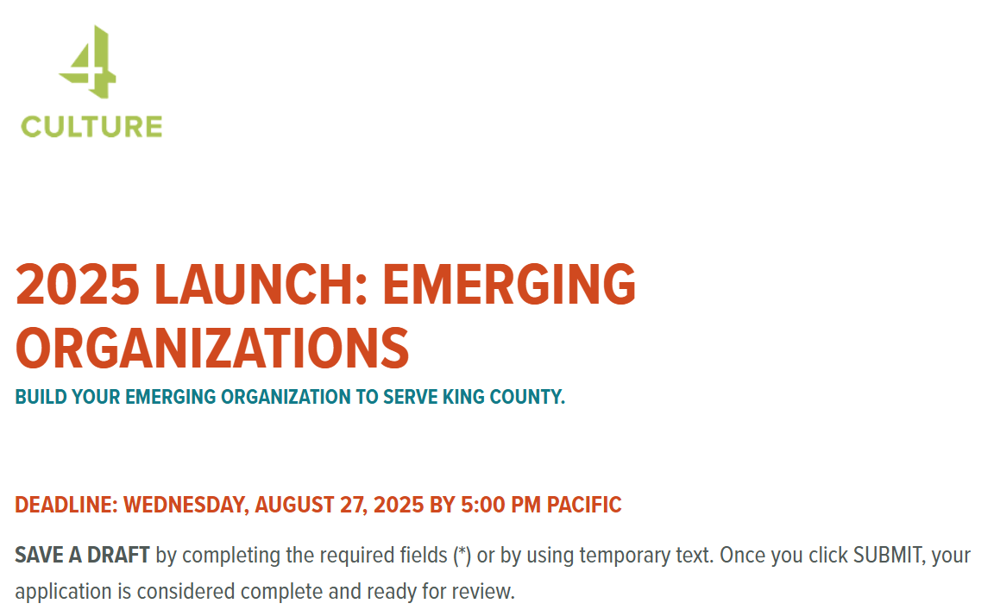 4
CULTURE
2025 LAUNCH: EMERGING
ORGANIZATIONS
BUILD YOUR EMERGING ORGANIZATION TO SERVE KING COUNTY.
DEADLINE: WEDNESDAY, AUGUST 27, 2025 BY 5:00 PM PACIFIC
SAVE A DRAFT by completing the required fields (*) or by using temporary text. Once you click SUBMIT, your
application is considered complete and ready for review.